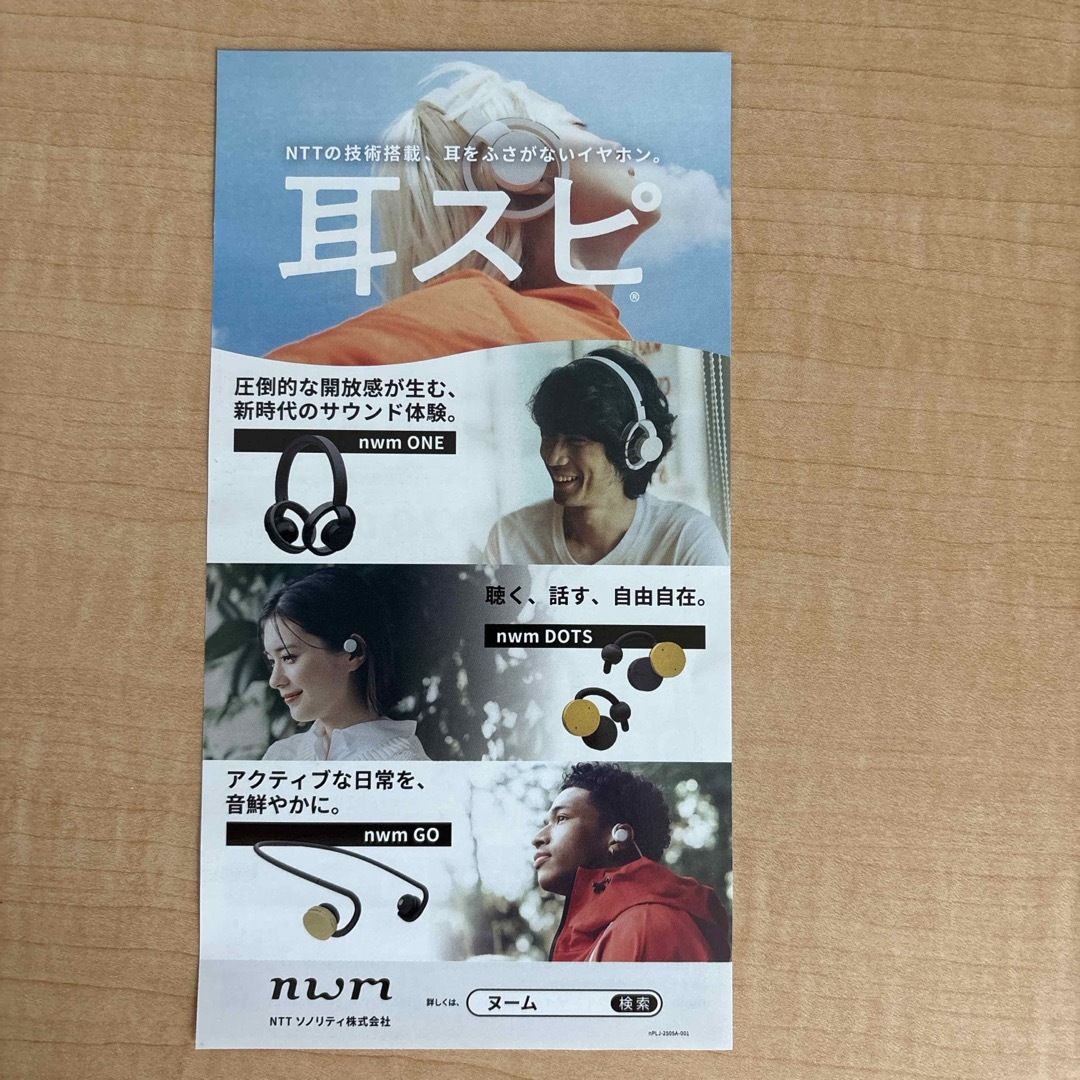 NTTの技術搭載、耳をふさがないイヤホン。
耳スピ®
圧倒的な開放感が生む、
新時代のサウンド体験。
nwm ONE
聴く、話す、自由自在。
nwm DOTS
アクティブな日常を、
音鮮やかに。
nwm GO
nwm
NTT ソノリティ株式会社
詳しくは、 ヌーム 検索
nPLJ-2505A-001